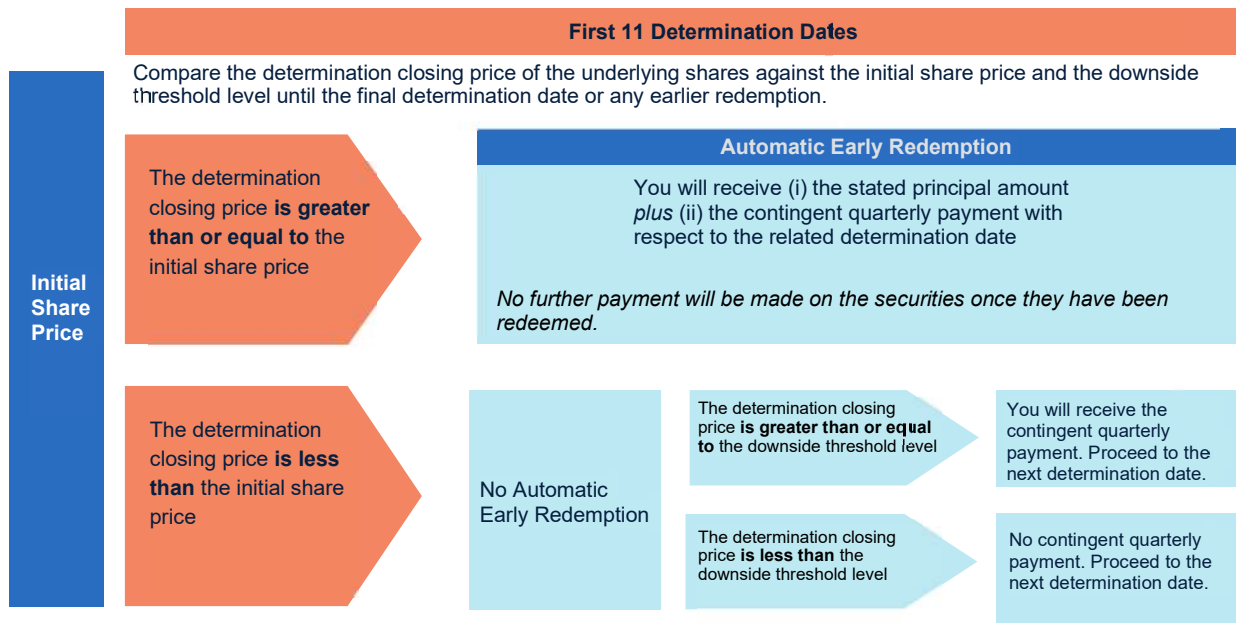 First 11 Determination Dates
Compare the determination closing price of the underlying shares against the initial share price and the downside
threshold level until the final determination date or any earlier redemption.
Initial
Share
Price
The determination
closing price is greater
than or equal to the
initial share price
Automatic Early Redemption
You will receive (i) the stated principal amount
plus (ii) the contingent quarterly payment with
respect to the related determination date
No further payment will be made on the securities once they have been
redeemed.
The determination
closing price is less
than the initial share
price
No Automatic
Early Redemption
The determination closing
price is greater than or equal
to the downside threshold level
You will receive the
contingent quarterly
payment. Proceed to the
next determination date.
The determination closing
price is less than the
downside threshold level
No contingent quarterly
payment. Proceed to the
next determination date.